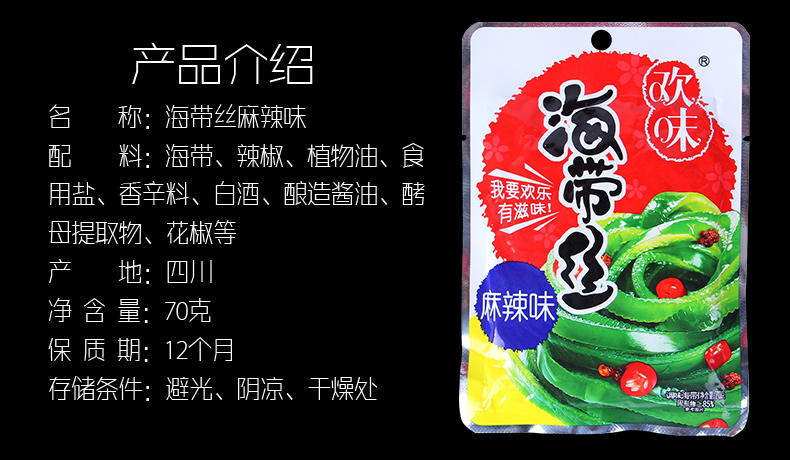 产品介绍
名 称：海带丝麻辣味
配 料：海带、辣椒、植物油、食
用盐、香辛料、白酒、酿造酱油、酵
母提取物、花椒等
产 地：四川
净 含 量：70克
保 质 期：12个月
存储条件：避光、阴凉、干燥处
欢味®
海带丝
我要欢乐
有滋味！
麻辣味